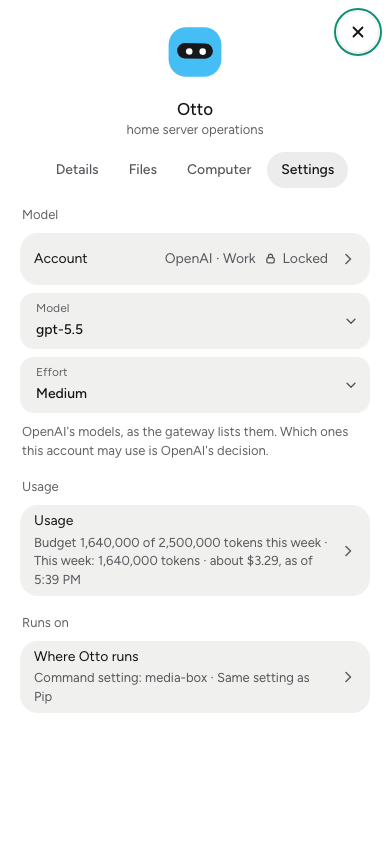 Otto
home server operations
Details Files Computer Settings
Model
Account OpenAI · Work Locked
Model
gpt-5.5
Effort
Medium
OpenAI's models, as the gateway lists them. Which ones
this account may use is OpenAI's decision.
Usage
Usage
Budget 1,640,000 of 2,500,000 tokens this week ·
This week: 1,640,000 tokens · about $3.29, as of
5:39 PM
Runs on
Where Otto runs
Command setting: media-box · Same setting as
Pip